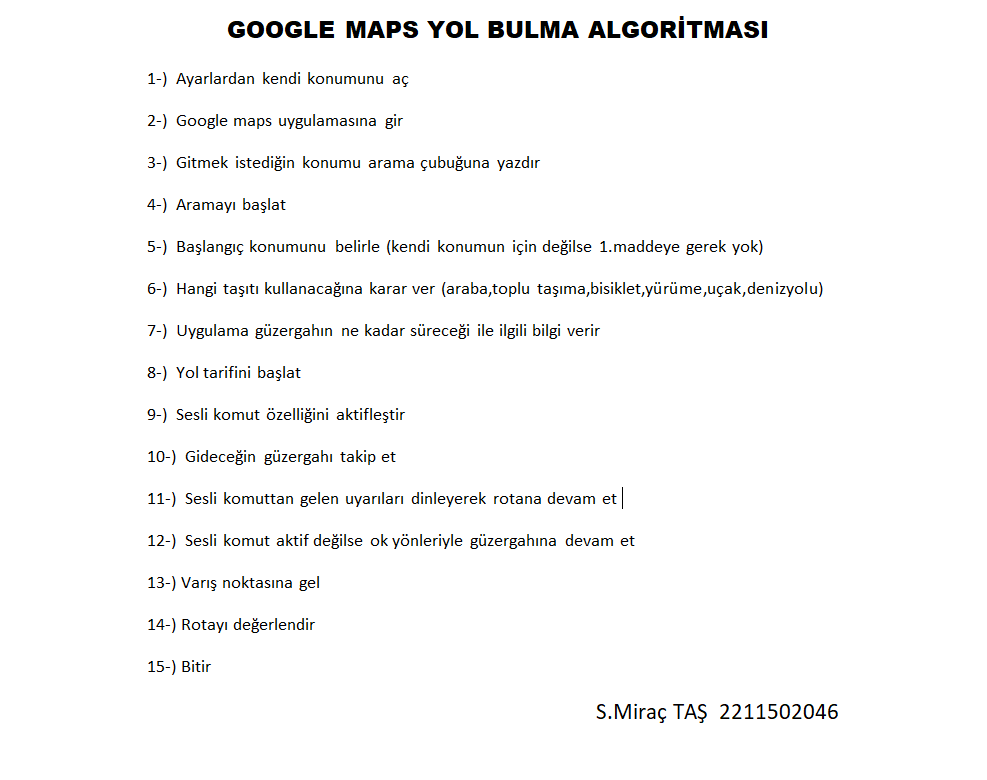 GOOGLE MAPS YOL BULMA ALGORİTMASI
1-) Ayarlardan kendi konumunu aç
2-) Google maps uygulamasına gir
3-) Gitmek istediğin konumu arama çubuğuna yazdır
4-) Aramayı başlat
5-) Başlangıç konumunu belirle (kendi konumun için değilse 1.maddeye gerek yok)
6-) Hangi taşıtı kullanacağına karar ver (araba,toplu taşıma,bisiklet,yürüme,uçak,denizyolu)
7-) Uygulama güzergahın ne kadar süreceği ile ilgili bilgi verir
8-) Yol tarifini başlat
9-) Sesli komut özelliğini aktifleştir
10-) Gideceğin güzergahı takip et
11-) Sesli komuttan gelen uyarıları dinleyerek rotana devam et
12-) Sesli komut aktif değilse ok yönleriyle güzergahına devam et
13-) Varış noktasına gel
14-) Rotayı değerlendir
15-) Bitir
S.Miraç TAŞ 2211502046